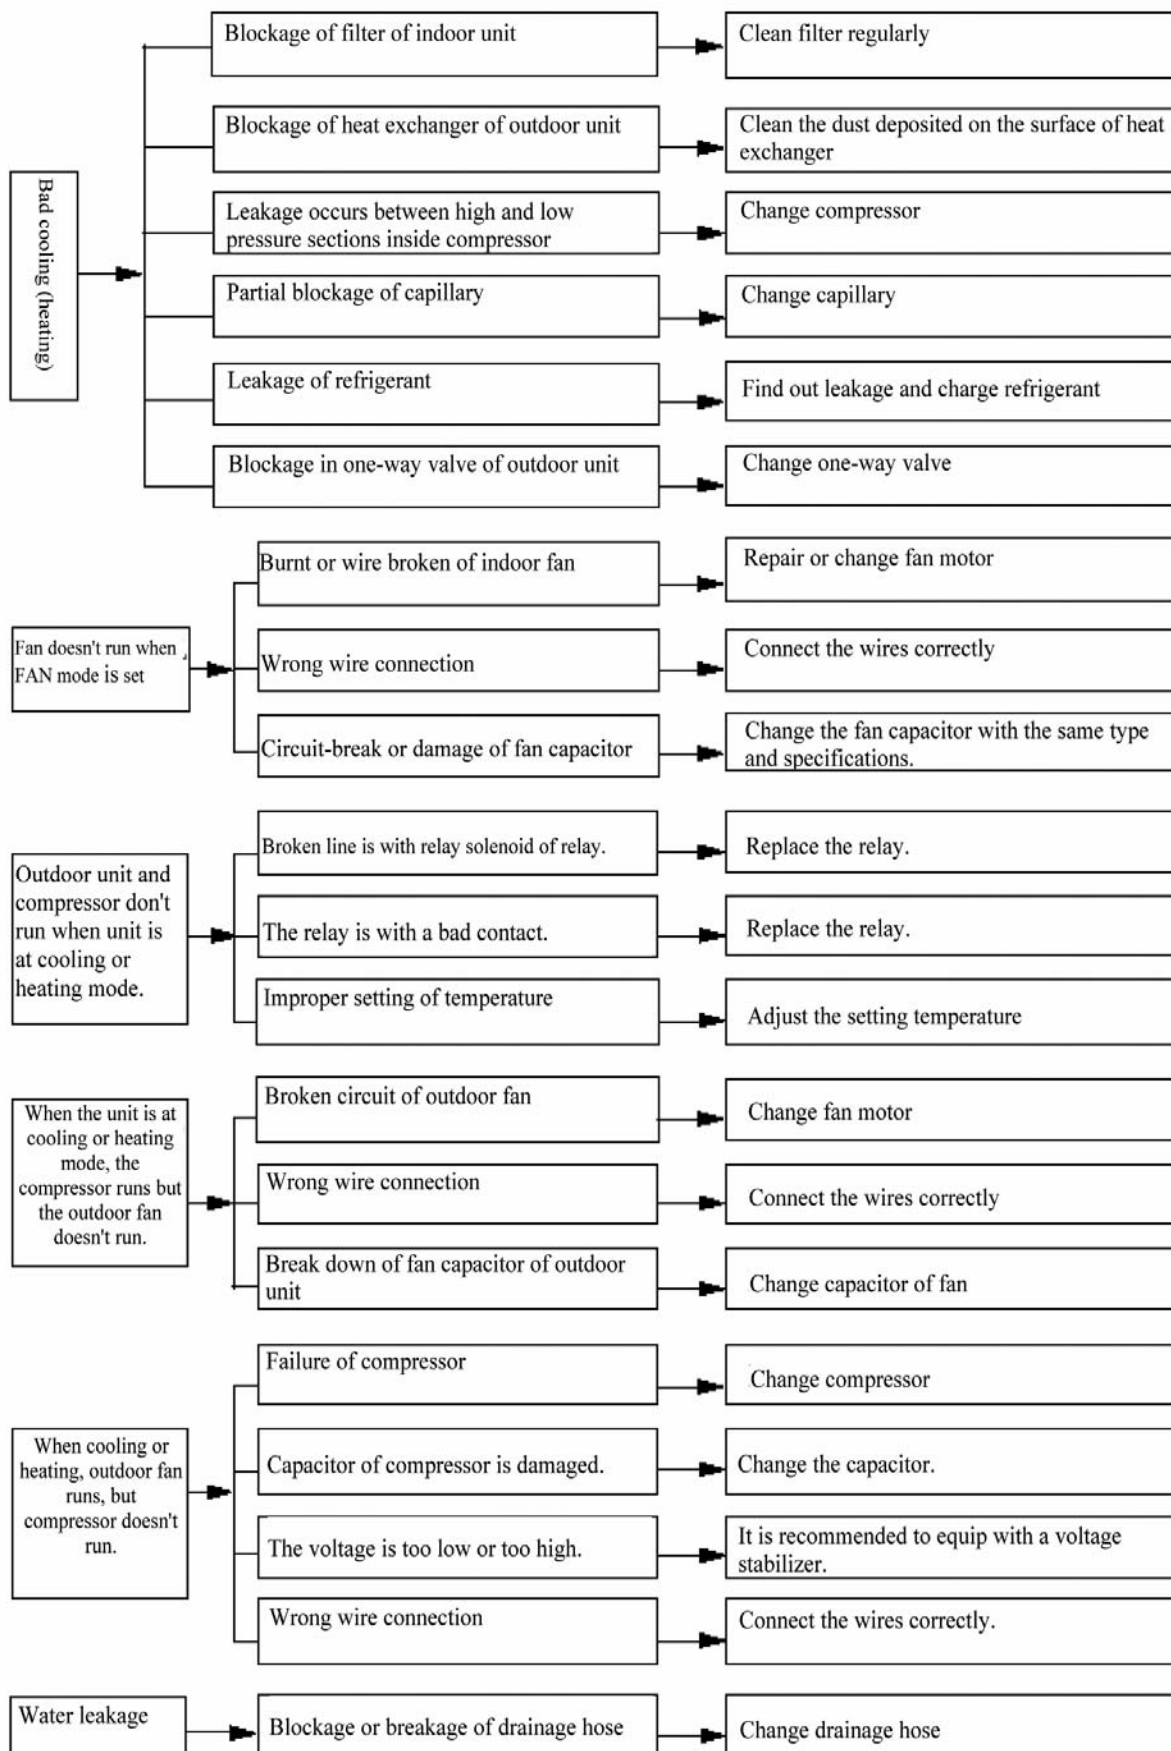 Blockage of filter of indoor unit
Clean filter regularly
Blockage of heat exchanger of outdoor unit
Clean the dust deposited on the surface of heat
exchanger
Bad cooling (heating)
Leakage occurs between high and low
pressure sections inside compressor
Change compressor
Partial blockage of capillary
Change capillary
Leakage of refrigerant
Find out leakage and charge refrigerant
Blockage in one-way valve of outdoor unit
Change one-way valve
Fan doesn't run when
FAN mode is set
Burnt or wire broken of indoor fan
Repair or change fan motor
Wrong wire connection
Connect the wires correctly
Circuit-break or damage of fan capacitor
Change the fan capacitor with the same type
and specifications.
Outdoor unit and
compressor don't
run when unit is
at cooling or
heating mode.
Broken line is with relay solenoid of relay.
Replace the relay.
The relay is with a bad contact.
Replace the relay.
Improper setting of temperature
Adjust the setting temperature
When the unit is at
cooling or heating
mode, the
compressor runs but
the outdoor fan
doesn't run.
Broken circuit of outdoor fan
Change fan motor
Wrong wire connection
Connect the wires correctly
Break down of fan capacitor of outdoor
unit
Change capacitor of fan
When cooling or
heating, outdoor fan
runs, but
compressor doesn't
run.
Failure of compressor
Change compressor
Capacitor of compressor is damaged.
Change the capacitor.
The voltage is too low or too high.
It is recommended to equip with a voltage
stabilizer.
Wrong wire connection
Connect the wires correctly.
Water leakage
Blockage or breakage of drainage hose
Change drainage hose